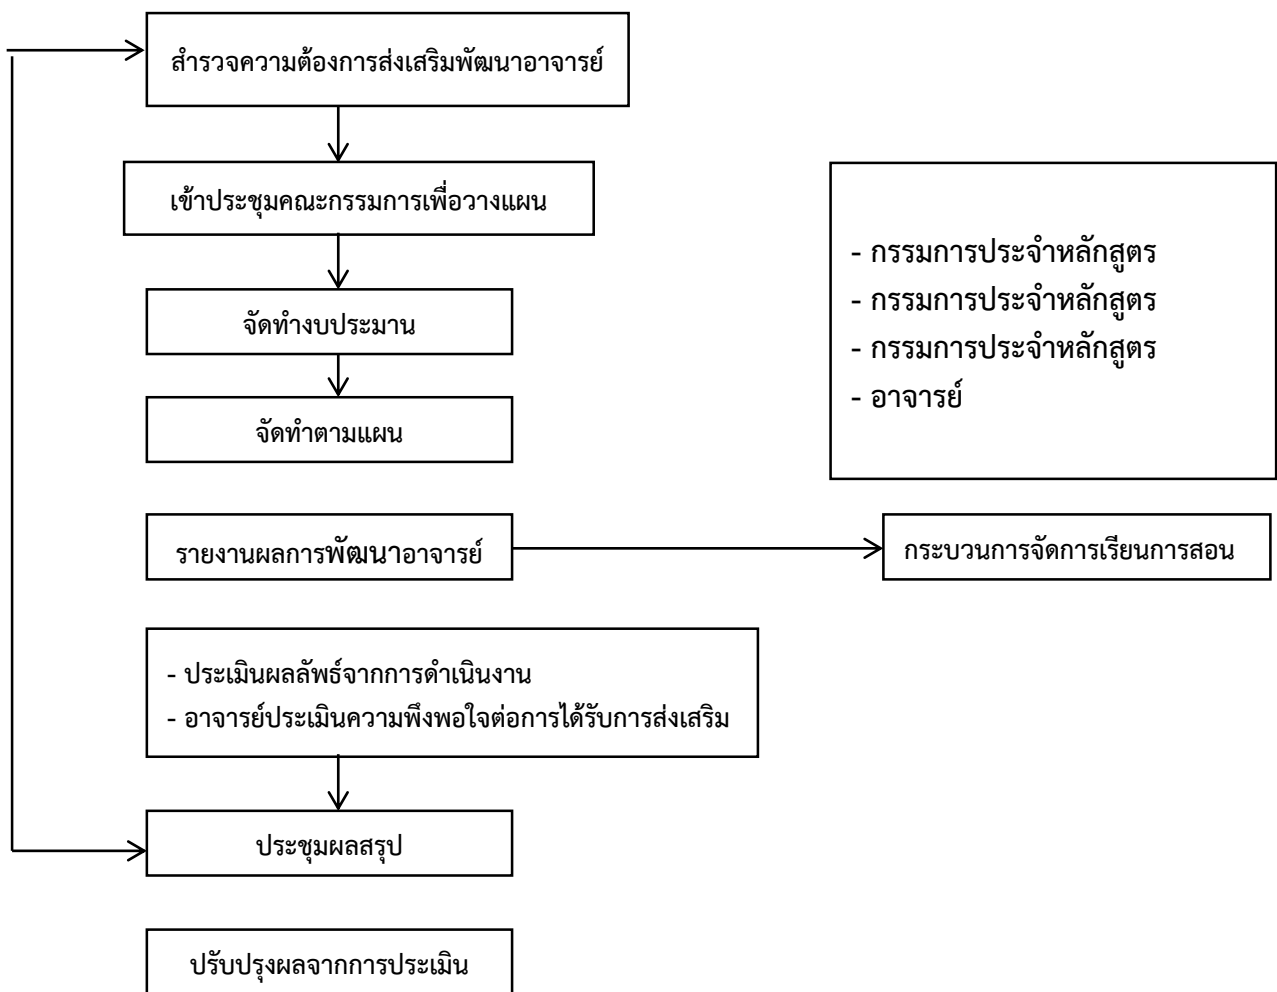 สำรวจความต้องการส่งเสริมพัฒนาอาจารย์
เข้าประชุมคณะกรรมการเพื่อวางแผน
จัดทำงบประมาน
จัดทำตามแผน
- กรรมการประจำหลักสูตร
- กรรมการประจำหลักสูตร
- กรรมการประจำหลักสูตร
- อาจารย์
รายงานผลการพัฒนาอาจารย์
กระบวนการจัดการเรียนการสอน
- ประเมินผลลัพธ์จากการดำเนินงาน
- อาจารย์ประเมินความพึงพอใจต่อการได้รับการส่งเสริม
ประชุมผลสรุป
ปรับปรุงผลจากการประเมิน